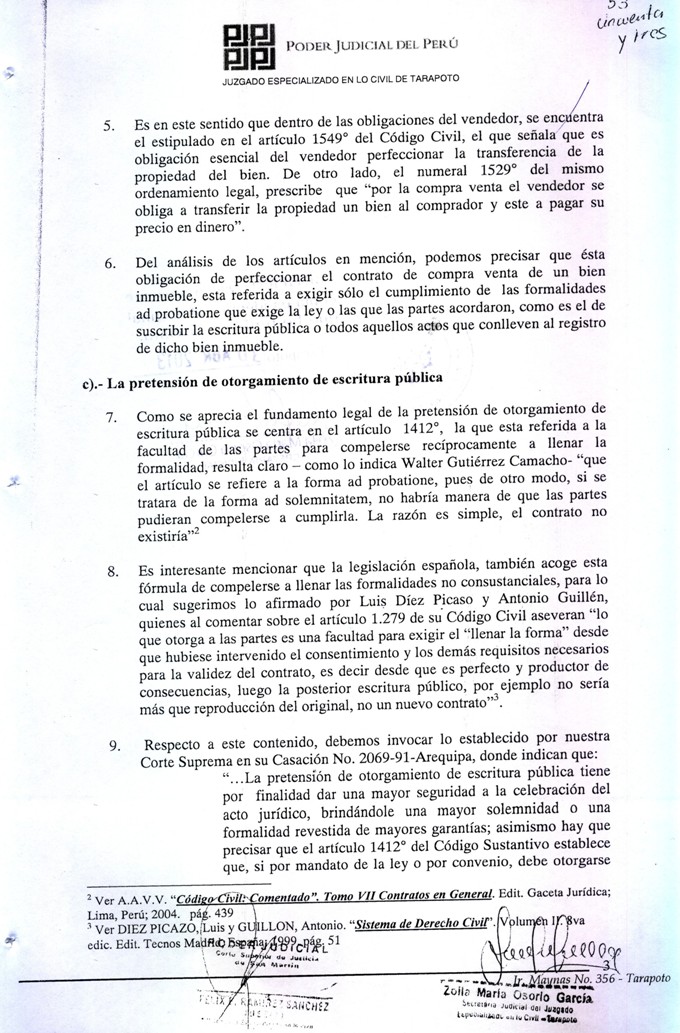 53
cincuenta
y tres
PODER JUDICIAL DEL PERÚ
JUZGADO ESPECIALIZADO EN LO CIVIL DE TARAPOTO
5. Es en este sentido que dentro de las obligaciones del vendedor, se encuentra
el estipulado en el artículo 1549° del Código Civil, el que señala que es
obligación esencial del vendedor perfeccionar la transferencia de la
propiedad del bien. De otro lado, el numeral 1529° del mismo
ordenamiento legal, prescribe que “por la compra venta el vendedor se
obliga a transferir la propiedad un bien al comprador y este a pagar su
precio en dinero”.
6. Del análisis de los artículos en mención, podemos precisar que ésta
obligación de perfeccionar el contrato de compra venta de un bien
inmueble, esta referida a exigir sólo el cumplimiento de las formalidades
ad probatione que exige la ley o las que las partes acordaron, como es el de
suscribir la escritura pública o todos aquellos actos que conlleven al registro
de dicho bien inmueble.
c).- La pretensión de otorgamiento de escritura pública
7. Como se aprecia el fundamento legal de la pretensión de otorgamiento de
escritura pública se centra en el artículo 1412°, la que esta referida a la
facultad de las partes para compelerse recíprocamente a llenar la
formalidad, resulta claro – como lo indica Walter Gutiérrez Camacho- “que
el artículo se refiere a la forma ad probatione, pues de otro modo, si se
tratara de la forma ad solemnitatem, no habría manera de que las partes
pudieran compelerse a cumplirla. La razón es simple, el contrato no
existiría”2
8. Es interesante mencionar que la legislación española, también acoge esta
fórmula de compelerse a llenar las formalidades no consustanciales, para lo
cual sugerimos lo afirmado por Luis Díez Picaso y Antonio Guillén,
quienes al comentar sobre el artículo 1.279 de su Código Civil aseveran “lo
que otorga a las partes es una facultad para exigir el “llenar la forma” desde
que hubiese intervenido el consentimiento y los demás requisitos necesarios
para la validez del contrato, es decir desde que es perfecto y productor de
consecuencias, luego la posterior escritura público, por ejemplo no sería
más que reproducción del original, no un nuevo contrato”3.
9. Respecto a este contenido, debemos invocar lo establecido por nuestra
Corte Suprema en su Casación No. 2069-91-Arequipa, donde indican que:
“…La pretensión de otorgamiento de escritura pública tiene
por finalidad dar una mayor seguridad a la celebración del
acto jurídico, brindándole una mayor solemnidad o una
formalidad revestida de mayores garantías; asimismo hay que
precisar que el artículo 1412° del Código Sustantivo establece
que, si por mandato de la ley o por convenio, debe otorgarse
2 Ver A.A.V.V. “Código Civil: Comentado”. Tomo VII Contratos en General. Edit. Gaceta Jurídica;
Lima, Perú; 2004. pág. 439
3 Ver DIEZ PICAZO, Luis y GUILLON, Antonio. “Sistema de Derecho Civil”. Volumen II. 8va
edic. Edit. Tecnos Madrid, España; 1999. pág. 51
PODER JUDICIAL
Corte Superior de Justicia
de San Martín
3
Jr. Maynas No. 356 - Tarapoto
FELIX E. RAMIREZ SANCHEZ
JUEZ
Zoila María Osorio García
Secretaria Judicial del Juzgado
Especializado en lo Civil - Tarapoto